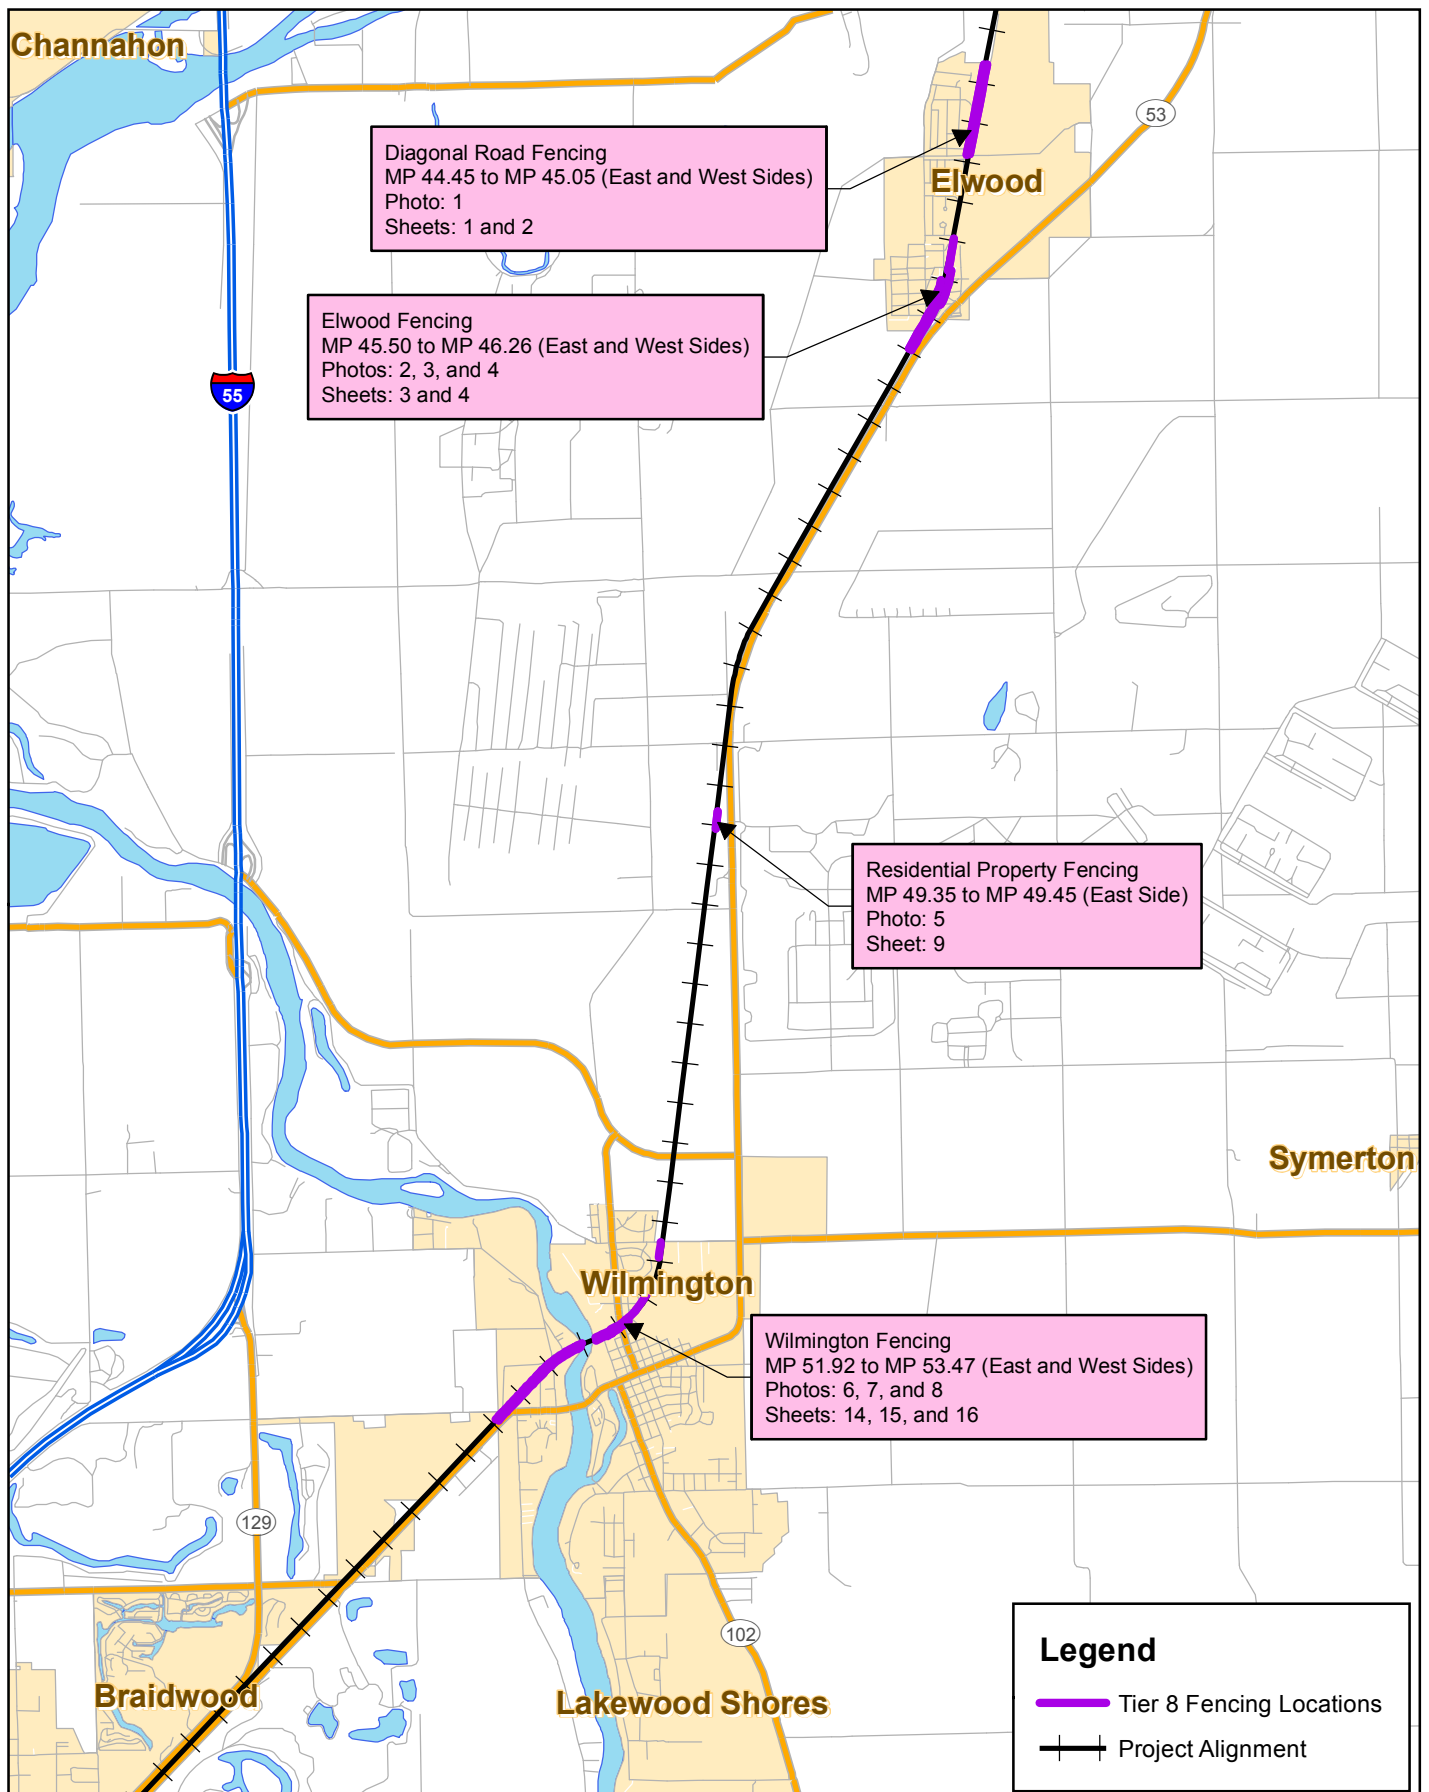 Channahon
53
Diagonal Road Fencing
MP 44.45 to MP 45.05 (East and West Sides)
Photo: 1
Sheets: 1 and 2
Elwood
Elwood Fencing
MP 45.50 to MP 46.26 (East and West Sides)
Photos: 2, 3, and 4
Sheets: 3 and 4
55
Residential Property Fencing
MP 49.35 to MP 49.45 (East Side)
Photo: 5
Sheet: 9
Symerton
Wilmington
Wilmington Fencing
MP 51.92 to MP 53.47 (East and West Sides)
Photos: 6, 7, and 8
Sheets: 14, 15, and 16
129
102
Braidwood
Lakewood Shores
Legend
Tier 8 Fencing Locations
Project Alignment